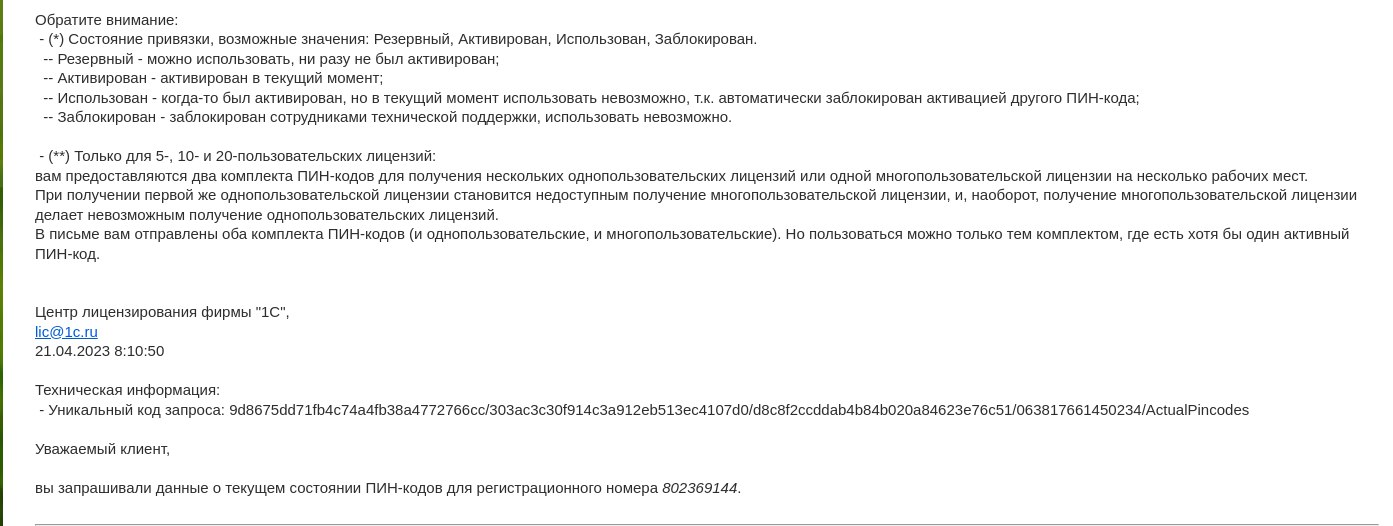 Обратите внимание:
- (*) Состояние привязки, возможные значения: Резервный, Активирован, Использован, Заблокирован.
-- Резервный - можно использовать, ни разу не был активирован;
-- Активирован - активирован в текущий момент;
-- Использован - когда-то был активирован, но в текущий момент использовать невозможно, т.к. автоматически заблокирован активацией другого ПИН-кода;
-- Заблокирован - заблокирован сотрудниками технической поддержки, использовать невозможно.
- (**) Только для 5-, 10- и 20-пользовательских лицензий:
вам предоставляются два комплекта ПИН-кодов для получения нескольких однопользовательских лицензий или одной многопользовательской лицензии на несколько рабочих мест.
При получении первой же однопользовательской лицензии становится недоступным получение многопользовательской лицензии, и, наоборот, получение многопользовательской лицензии
делает невозможным получение однопользовательских лицензий.
В письме вам отправлены оба комплекта ПИН-кодов (и однопользовательские, и многопользовательские). Но пользоваться можно только тем комплектом, где есть хотя бы один активный
ПИН-код.
Центр лицензирования фирмы "1С",
lic@1c.ru
21.04.2023 8:10:50
Техническая информация:
- Уникальный код запроса: 9d8675dd71fb4c74a4fb38a4772766cc/303ac3c30f914c3a912eb513ec4107d0/d8c8f2ccddab4b84b020a84623e76c51/063817661450234/ActualPincodes
Уважаемый клиент,
вы запрашивали данные о текущем состоянии ПИН-кодов для регистрационного номера 802369144.